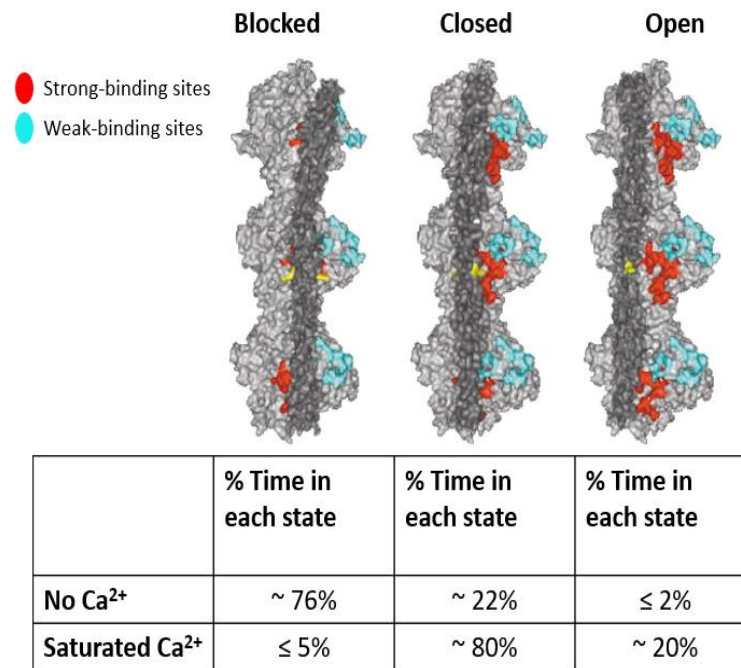 Blocked Closed Open
Strong-binding sites
Weak-binding sites
% Time in each state % Time in each state % Time in each state
No Ca²⁺ ~ 76% ~ 22% ≤ 2%
Saturated Ca²⁺ ≤ 5% ~ 80% ~ 20%